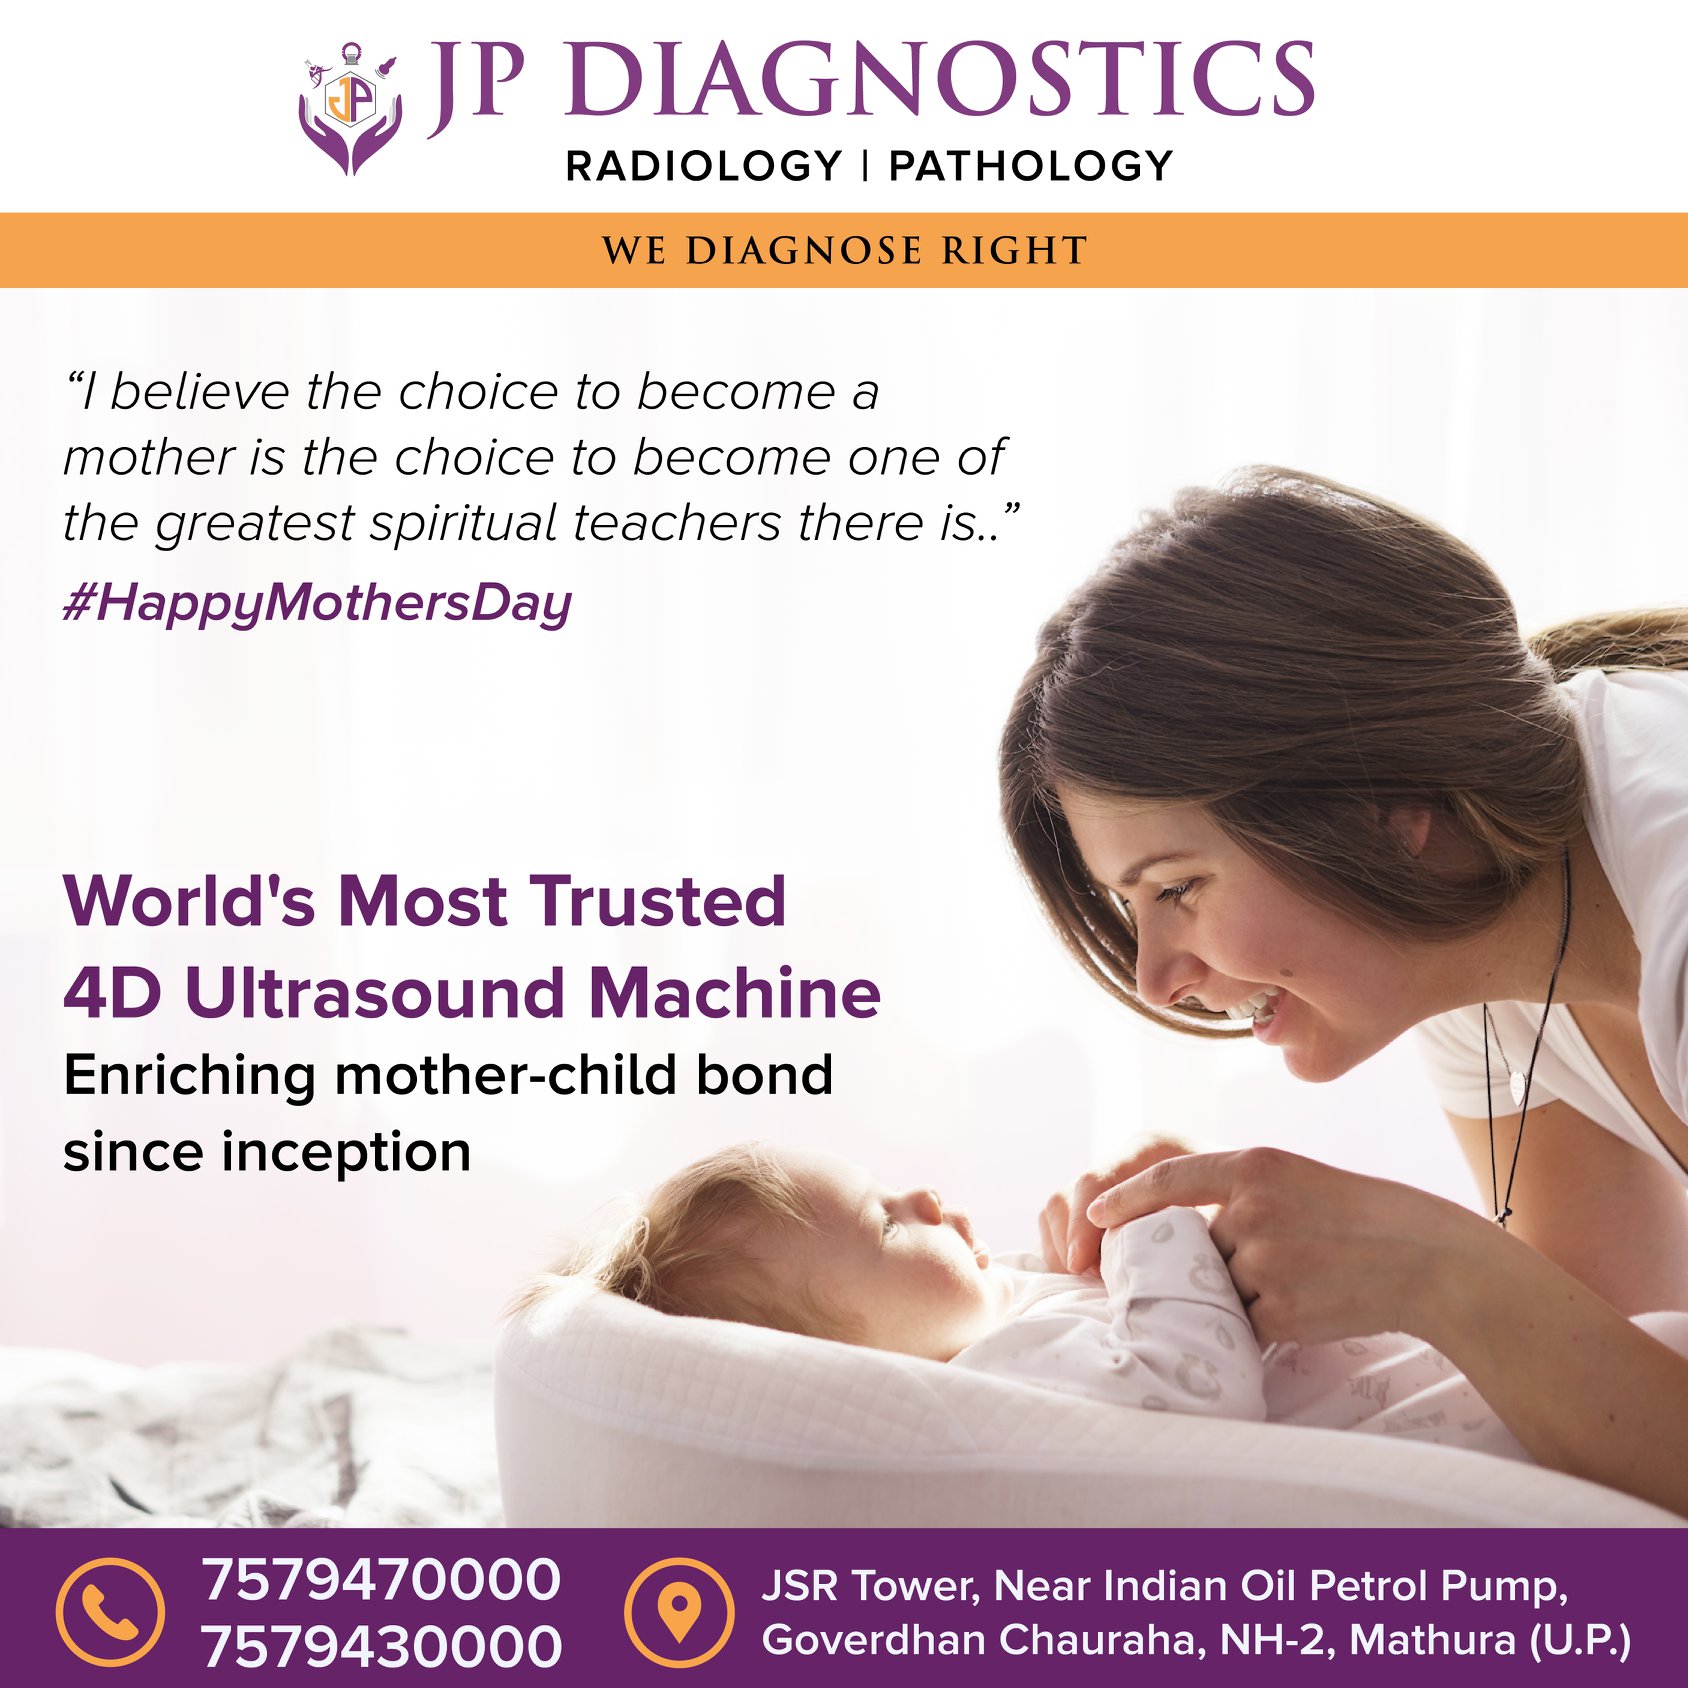 JP
JP DIAGNOSTICS
RADIOLOGY | PATHOLOGY
WE DIAGNOSE RIGHT
“I believe the choice to become a
mother is the choice to become one of
the greatest spiritual teachers there is..”
#HappyMothersDay
World's Most Trusted
4D Ultrasound Machine
Enriching mother-child bond
since inception
7579470000
7579430000
JSR Tower, Near Indian Oil Petrol Pump,
Goverdhan Chauraha, NH-2, Mathura (U.P.)